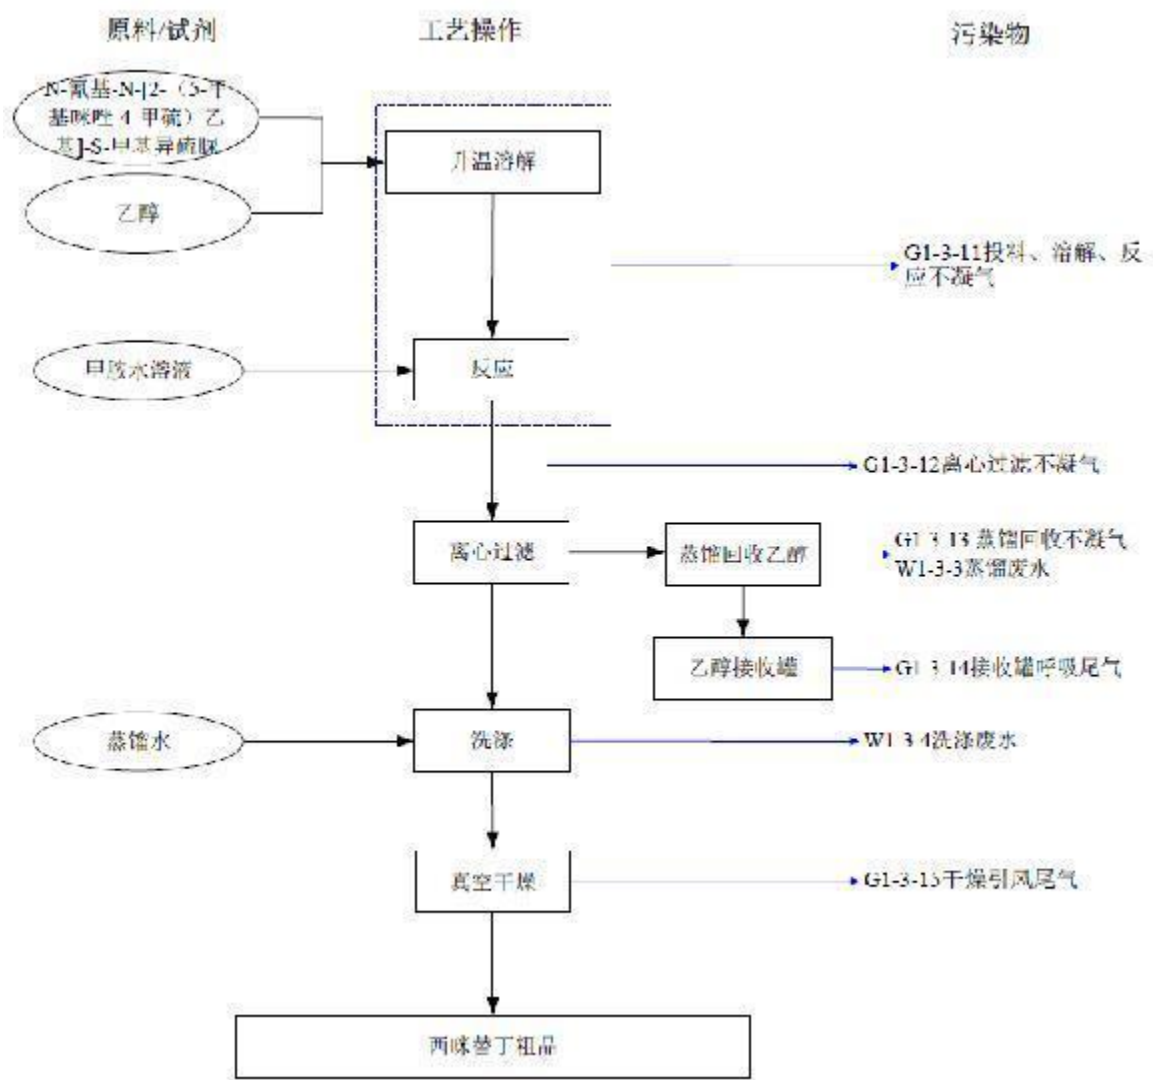 原料/试剂
工艺操作
污染物
N-氰基-N-[2-（5-甲
基咪唑-4-甲硫）乙
基]-S-甲基异硫脲
升温溶解
乙醇
G1-3-11投料、溶解、反
应不凝气
甲胺水溶液
反应
G1-3-12离心过滤不凝气
离心过滤
蒸馏回收乙醇
G1-3-13蒸馏回收不凝气
W1-3-3蒸馏废水
乙醇接收罐
G1-3-14接收罐呼吸尾气
蒸馏水
洗涤
W1-3-4洗涤废水
真空干燥
G1-3-15干燥引风尾气
西咪替丁粗品